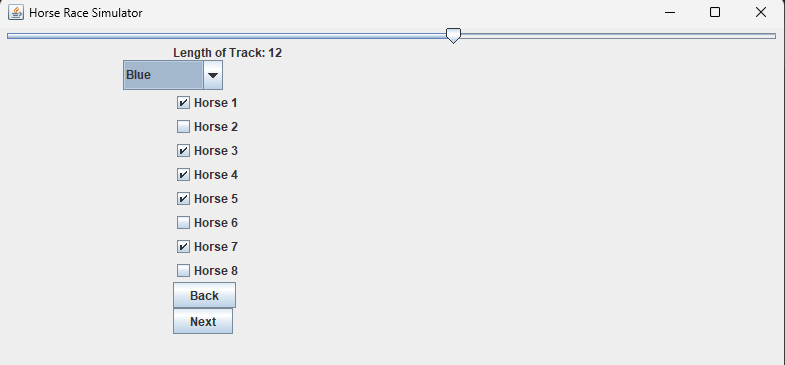 Horse Race Simulator
Length of Track: 12
Blue
Horse 1
Horse 2
Horse 3
Horse 4
Horse 5
Horse 6
Horse 7
Horse 8
Back
Next